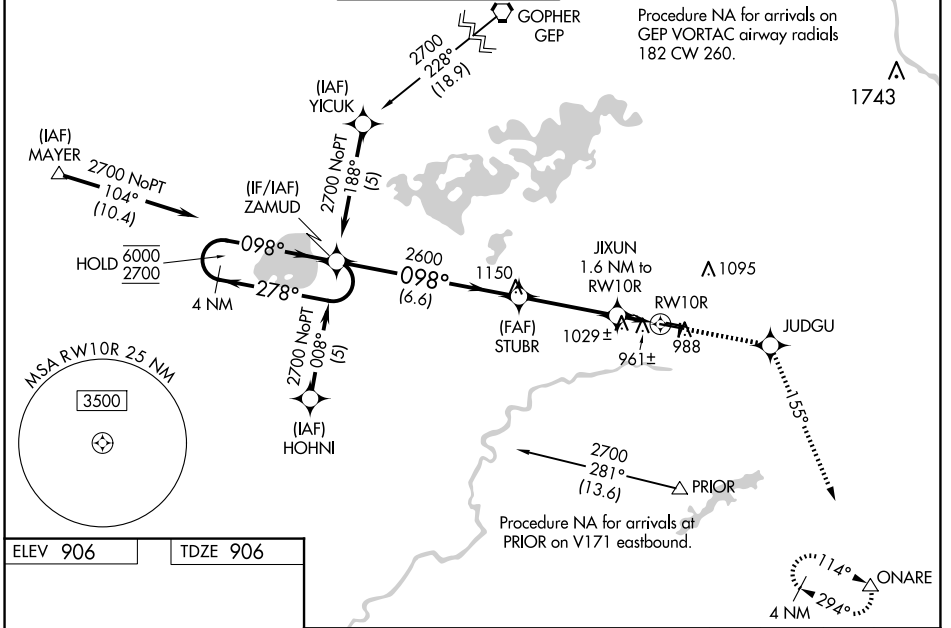 GOPHER
GEP
Procedure NA for arrivals on
GEP VORTAC airway radials
182 CW 260.
1743
2700
228°
(18.9)
(IAF)
YICUK
(IAF)
MAYER
2700 NoPT
104°
(10.4)
2700 NoPT
188°
(5)
(IF/IAF)
ZAMUD
HOLD 6000
2700
098°
278°
4 NM
2600
098°
(6.6)
1150
(FAF)
STUBR
JIXUN
1.6 NM to
RW10R
1095
RW10R
1029±
961±
988
JUDGU
155°
2700 NoPT
008°
(5)
(IAF)
HOHNI
MSA RW10R 25 NM
3500
2700
281°
(13.6)
PRIOR
Procedure NA for arrivals at
PRIOR on V171 eastbound.
ELEV 906
TDZE 906
114°
294°
4 NM
ONARE